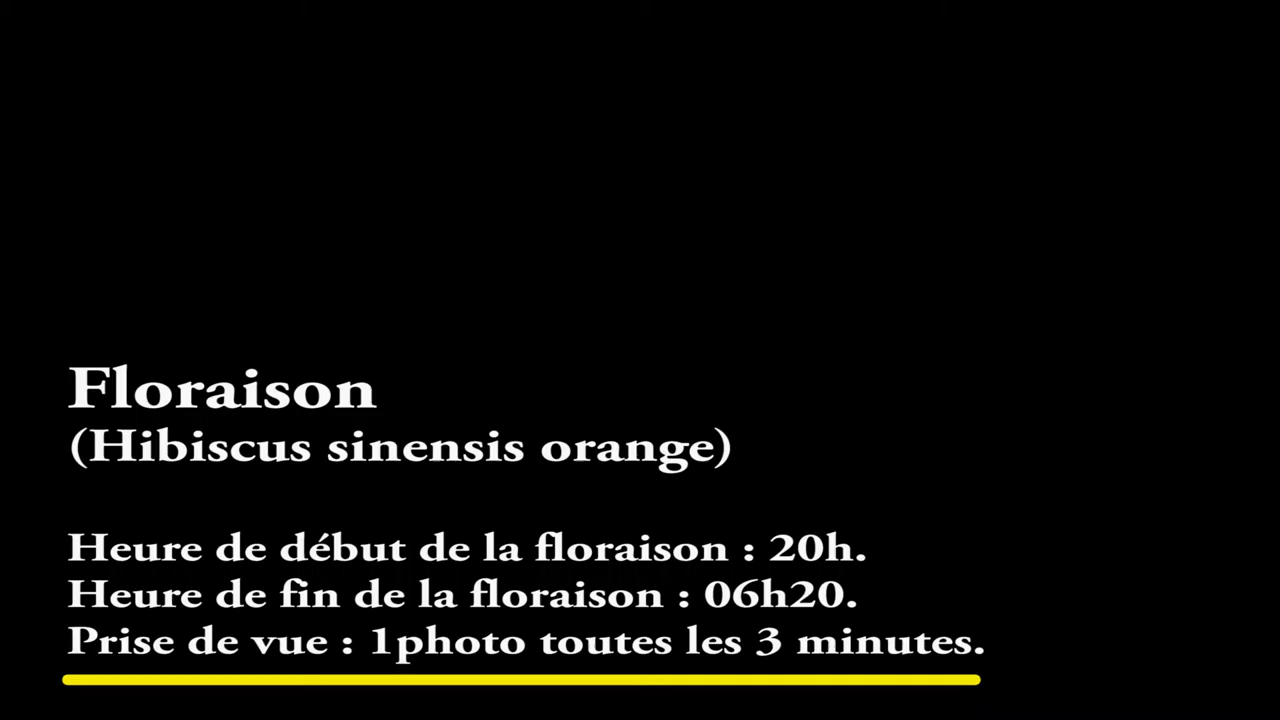 Floraison
(Hibiscus sinensis orange)
Heure de début de la floraison : 20h.
Heure de fin de la floraison : 06h20.
Prise de vue : 1photo toutes les 3 minutes.